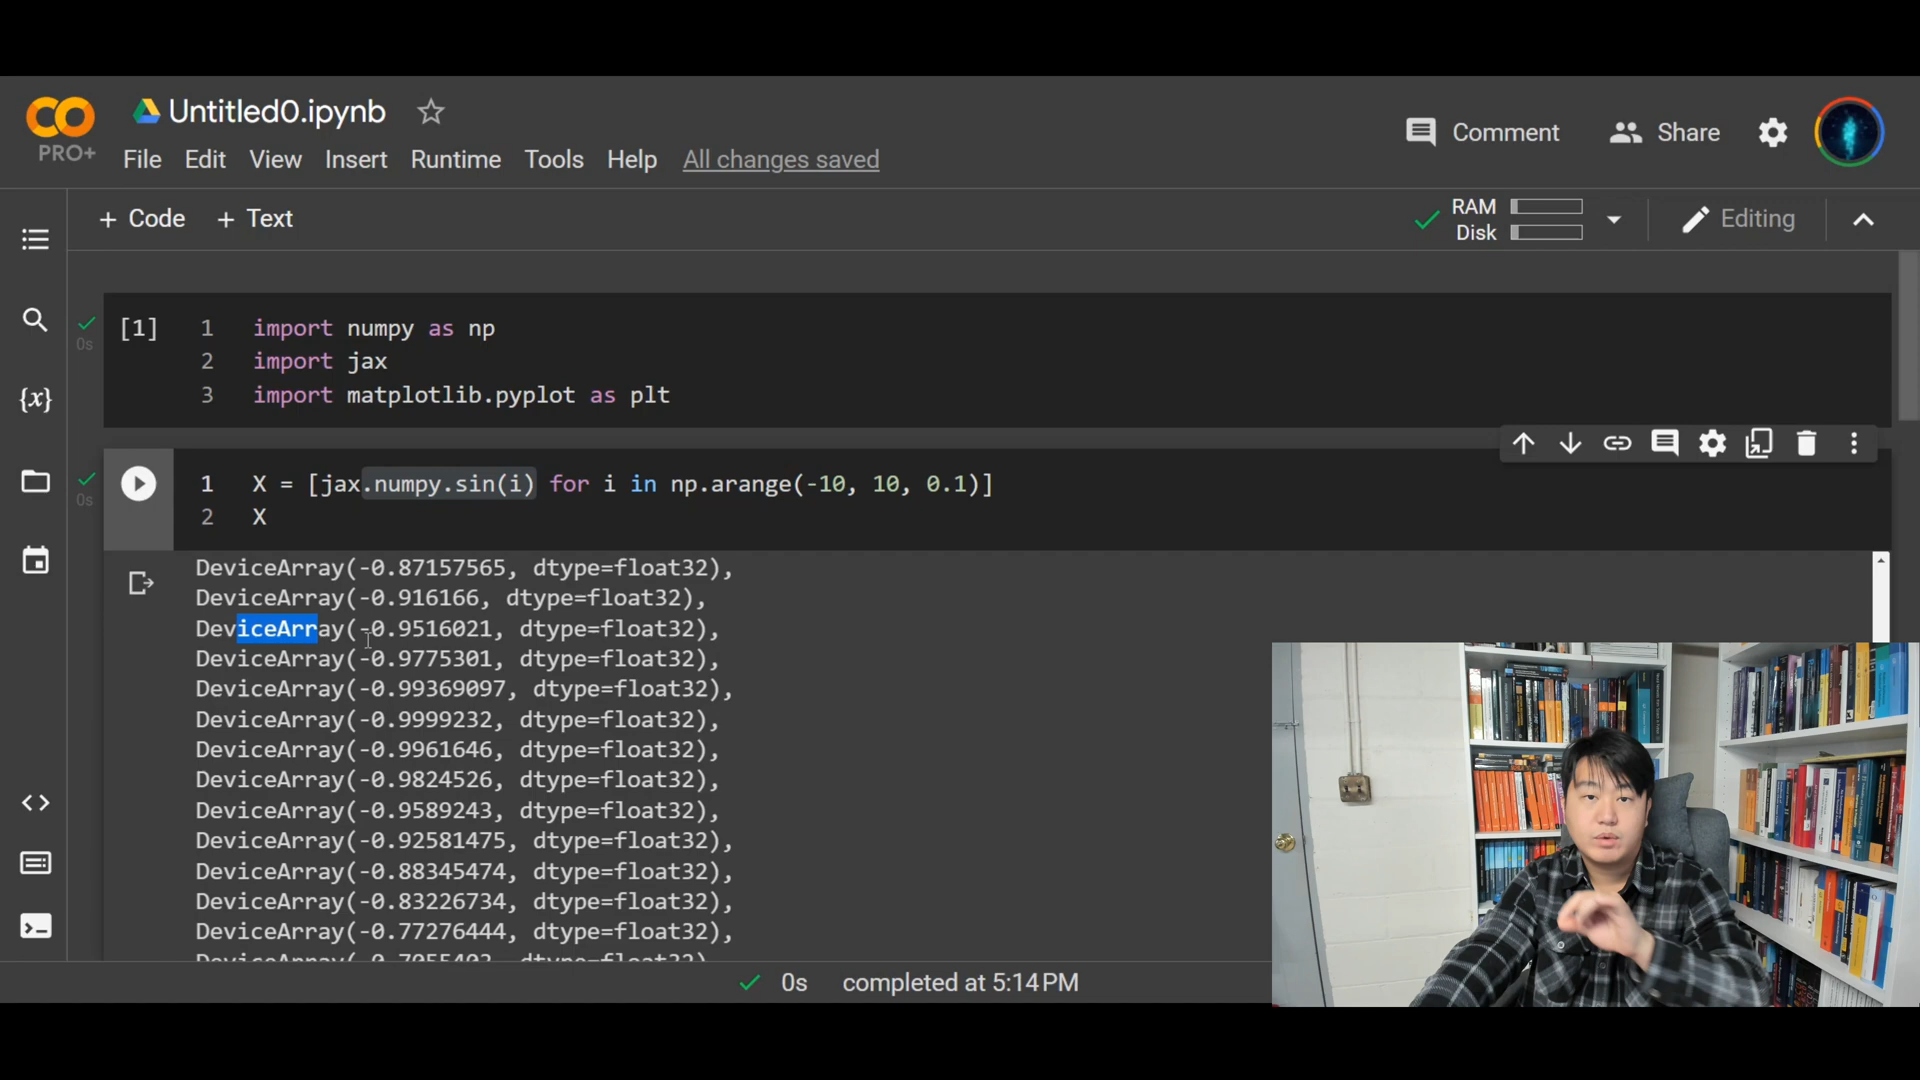 Untitled0.ipynb
PRO+
File Edit View Insert Runtime Tools Help All changes saved
Comment Share
+ Code + Text
RAM
Disk
Editing
[1]
0s
1 import numpy as np
2 import jax
3 import matplotlib.pyplot as plt
0s
1 X = [jax.numpy.sin(i) for i in np.arange(-10, 10, 0.1)]
2 X
DeviceArray(-0.87157565, dtype=float32),
DeviceArray(-0.916166, dtype=float32),
DeviceArray(-0.9516021, dtype=float32),
DeviceArray(-0.9775301, dtype=float32),
DeviceArray(-0.99369097, dtype=float32),
DeviceArray(-0.9999232, dtype=float32),
DeviceArray(-0.9961646, dtype=float32),
DeviceArray(-0.9824526, dtype=float32),
DeviceArray(-0.9589243, dtype=float32),
DeviceArray(-0.92581475, dtype=float32),
DeviceArray(-0.88345474, dtype=float32),
DeviceArray(-0.83226734, dtype=float32),
DeviceArray(-0.77276444, dtype=float32),
0s completed at 5:14 PM